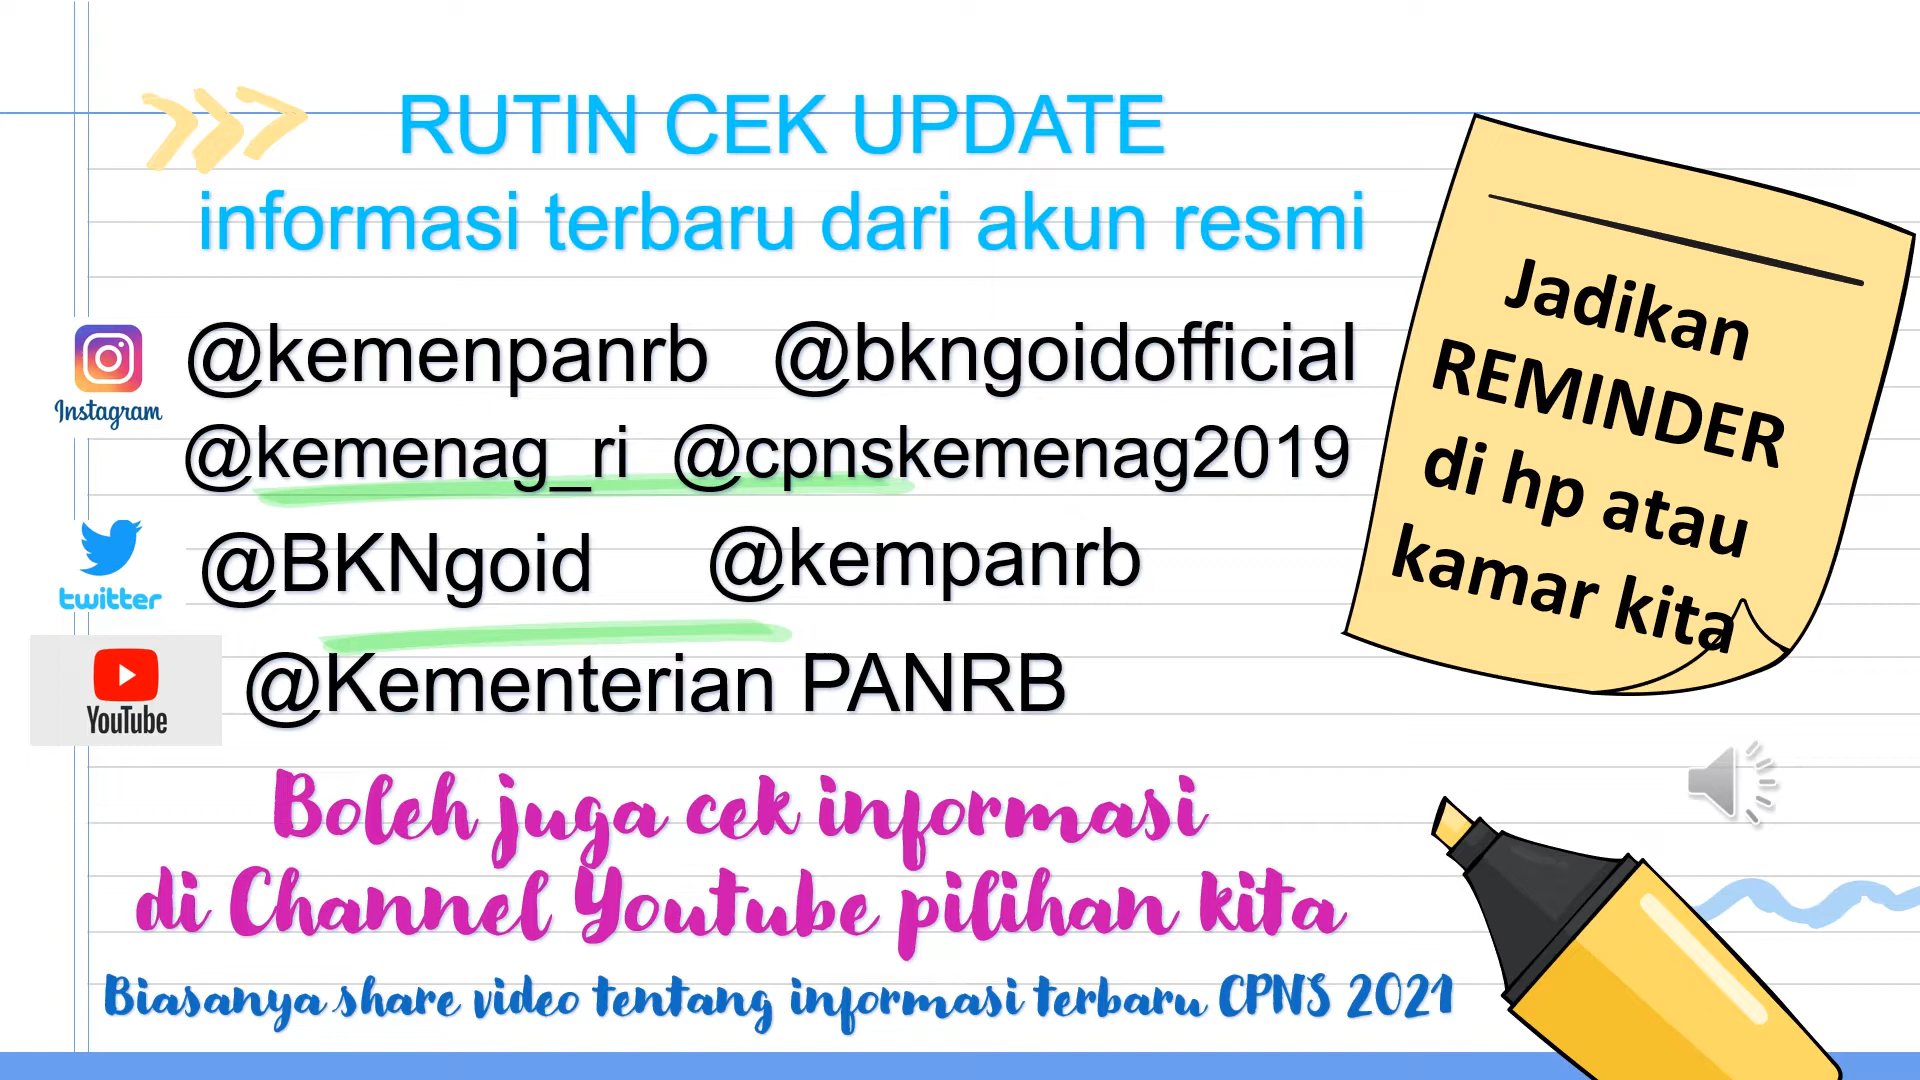 RUTIN CEK UPDATE
informasi terbaru dari akun resmi
Instagram
@kemenpanrb @bkngoidofficial
@kemenag_ri @cpnskemenag2019
twitter
@BKNgoid @kempanrb
YouTube
@Kementerian PANRB
Boleh juga cek informasi
di Channel Youtube pilihan kita
Biasanya share video tentang informasi terbaru CPNS 2021
Jadikan
REMINDER
di hp atau
kamar kita